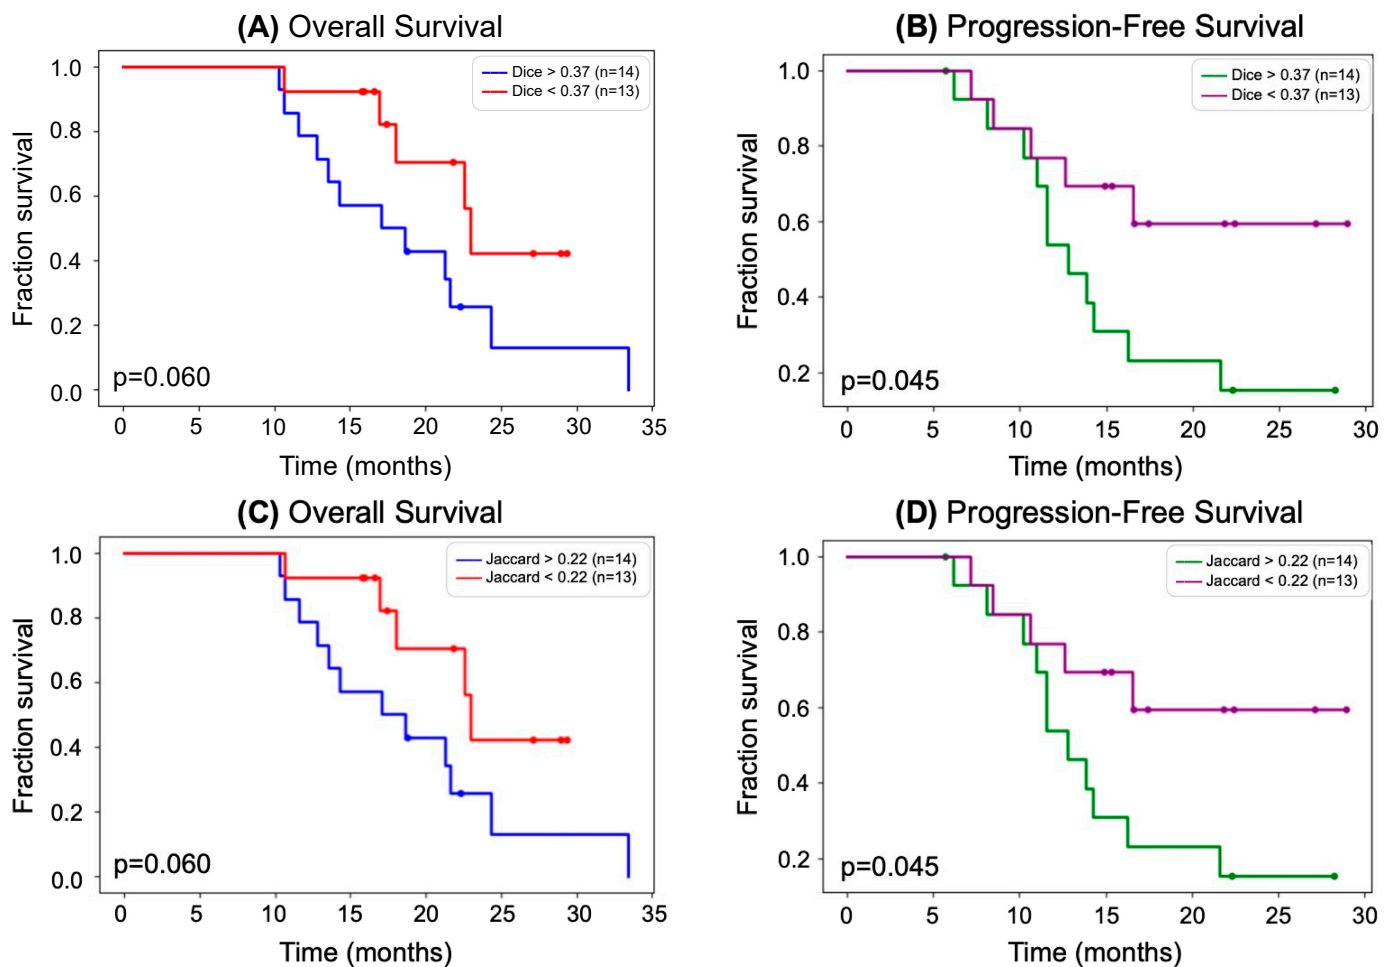 (A) Overall Survival
Fraction survival
1.0
0.8
0.6
0.4
0.2
0.0
Dice > 0.37 (n=14)
Dice < 0.37 (n=13)
p=0.060
0 5 10 15 20 25 30 35
Time (months)
(B) Progression-Free Survival
Fraction survival
1.0
0.8
0.6
0.4
0.2
Dice > 0.37 (n=14)
Dice < 0.37 (n=13)
p=0.045
0 5 10 15 20 25 30
Time (months)
(C) Overall Survival
Fraction survival
1.0
0.8
0.6
0.4
0.2
0.0
Jaccard > 0.22 (n=14)
Jaccard < 0.22 (n=13)
p=0.060
0 5 10 15 20 25 30 35
Time (months)
(D) Progression-Free Survival
Fraction survival
1.0
0.8
0.6
0.4
0.2
Jaccard > 0.22 (n=14)
Jaccard < 0.22 (n=13)
p=0.045
0 5 10 15 20 25 30
Time (months)